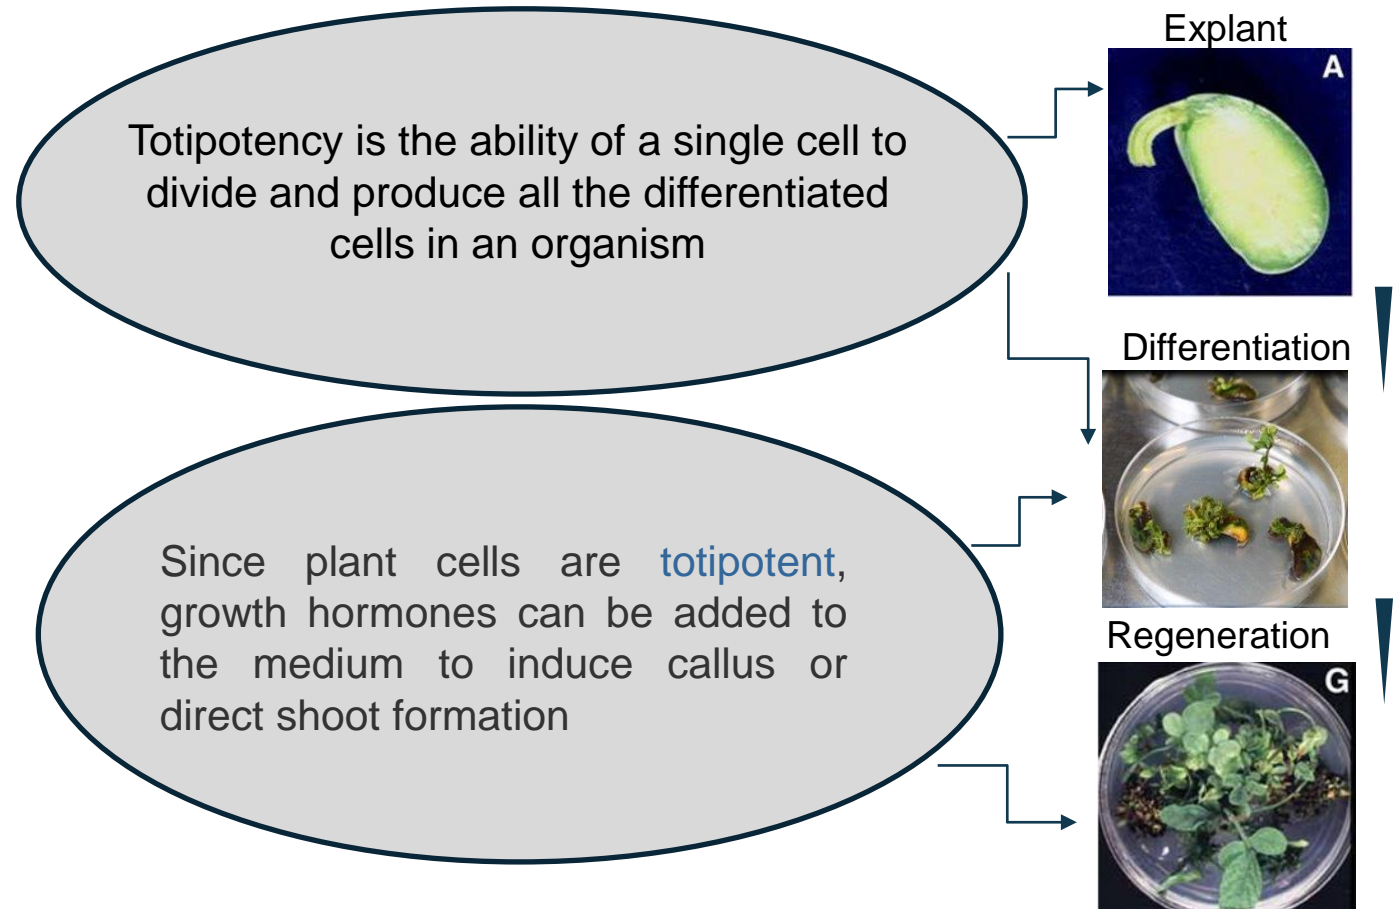 Explant
A
Totipotency is the ability of a single cell to
divide and produce all the differentiated
cells in an organism
Differentiation
Since plant cells are totipotent,
growth hormones can be added to
the medium to induce callus or
direct shoot formation
Regeneration
G